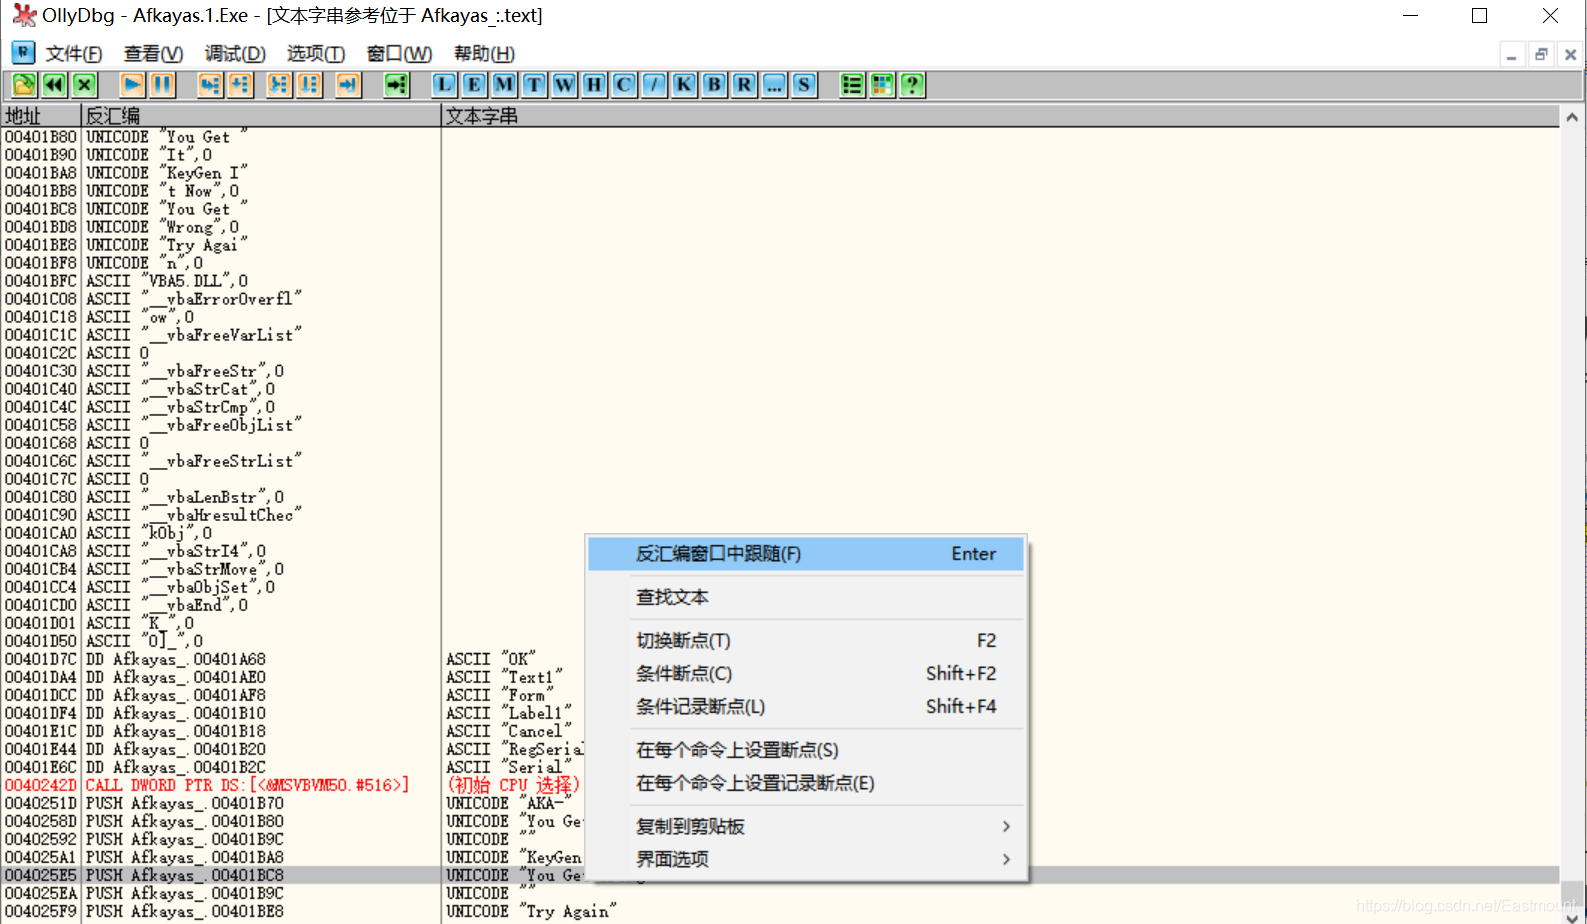 OllyDbg - Afkayas.1.Exe - [文本字串参考位于 Afkayas_:.text]
文件(F) 查看(V) 调试(D) 选项(T) 窗口(W) 帮助(H)
L E M T W H C / K B R ... S ?
地址 反汇编 文本字串
00401B80 UNICODE "You Get "
00401B90 UNICODE "It",0
00401BA8 UNICODE "KeyGen I"
00401BB8 UNICODE "t Now",0
00401BC8 UNICODE "You Get "
00401BD8 UNICODE "Wrong",0
00401BE8 UNICODE "Try Agai"
00401BF8 UNICODE "n",0
00401BFC ASCII "VBA5.DLL",0
00401C08 ASCII "__vbaErrorOverfl"
00401C18 ASCII "ow",0
00401C1C ASCII "__vbaFreeVarList"
00401C2C ASCII 0
00401C30 ASCII "__vbaFreeStr",0
00401C40 ASCII "__vbaStrCat",0
00401C4C ASCII "__vbaStrCmp",0
00401C58 ASCII "__vbaFreeObjList"
00401C68 ASCII 0
00401C6C ASCII "__vbaFreeStrList"
00401C7C ASCII 0
00401C80 ASCII "__vbaLenBstr",0
00401C90 ASCII "__vbaHresultChec"
00401CA0 ASCII "kObj",0
00401CA8 ASCII "__vbaStrI4",0
00401CB4 ASCII "__vbaStrMove",0
00401CC4 ASCII "__vbaObjSet",0
00401CD0 ASCII "__vbaEnd",0
00401D01 ASCII "K_",0
00401D50 ASCII "O]_",0
00401D7C DD Afkayas_.00401A68 ASCII "OK"
00401DA4 DD Afkayas_.00401AE0 ASCII "Text1"
00401DCC DD Afkayas_.00401AF8 ASCII "Form"
00401DF4 DD Afkayas_.00401B10 ASCII "Label1"
00401E1C DD Afkayas_.00401B18 ASCII "Cancel"
00401E44 DD Afkayas_.00401B20 ASCII "RegSerial
00401E6C DD Afkayas_.00401B2C ASCII "Serial"
0040242D CALL DWORD PTR DS:[<&MSVBVM50.#516>] (初始 CPU 选择)
0040251D PUSH Afkayas_.00401B70 UNICODE "AKA-"
0040258D PUSH Afkayas_.00401B80 UNICODE "You Ge
00402592 PUSH Afkayas_.00401B9C UNICODE ""
004025A1 PUSH Afkayas_.00401BA8 UNICODE "KeyGen
004025E5 PUSH Afkayas_.00401BC8 UNICODE "You Ge
004025EA PUSH Afkayas_.00401B9C UNICODE ""
004025F9 PUSH Afkayas_.00401BE8 UNICODE "Try Again"
反汇编窗口中跟随(F) Enter
查找文本
切换断点(T) F2
条件断点(C) Shift+F2
条件记录断点(L) Shift+F4
在每个命令上设置断点(S)
在每个命令上设置记录断点(E)
复制到剪贴板
界面选项
https://blog.csdn.net/Eastmount